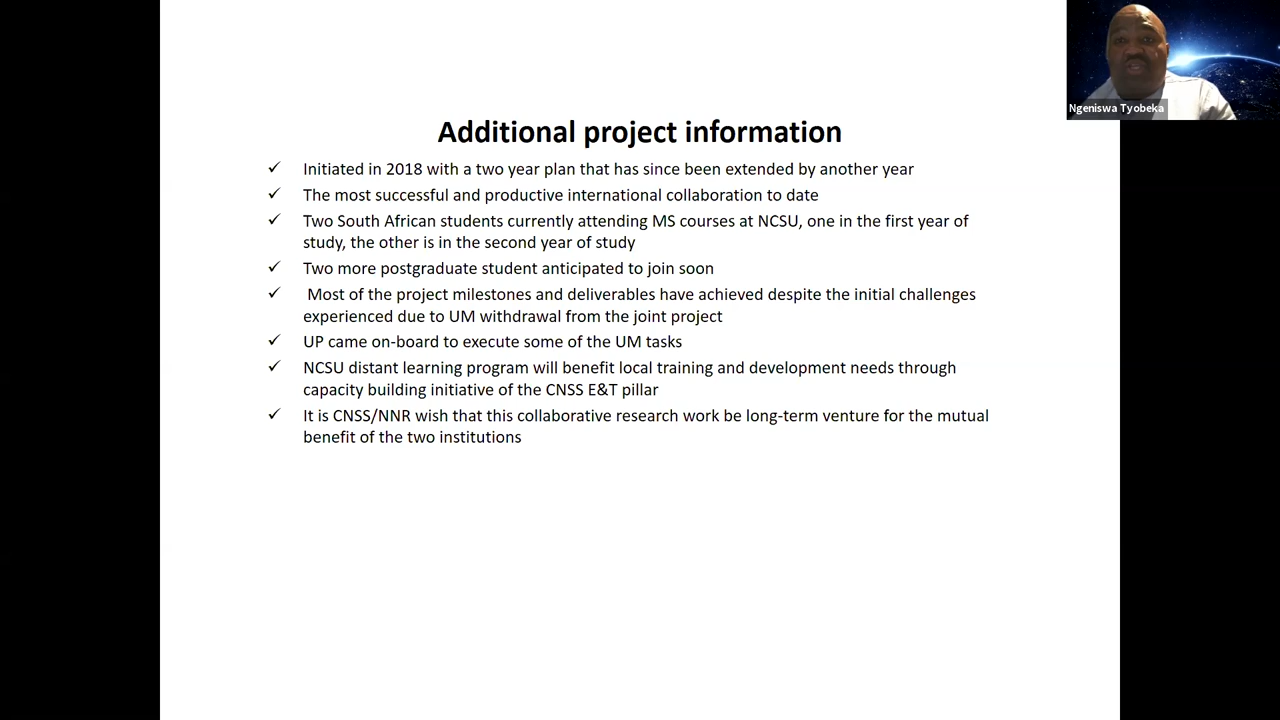 Ngeniswa Tyobeka
Additional project information
✓ Initiated in 2018 with a two year plan that has since been extended by another year
✓ The most successful and productive international collaboration to date
✓ Two South African students currently attending MS courses at NCSU, one in the first year of
study, the other is in the second year of study
✓ Two more postgraduate student anticipated to join soon
✓ Most of the project milestones and deliverables have achieved despite the initial challenges
experienced due to UM withdrawal from the joint project
✓ UP came on-board to execute some of the UM tasks
✓ NCSU distant learning program will benefit local training and development needs through
capacity building initiative of the CNSS E&T pillar
✓ It is CNSS/NNR wish that this collaborative research work be long-term venture for the mutual
benefit of the two institutions